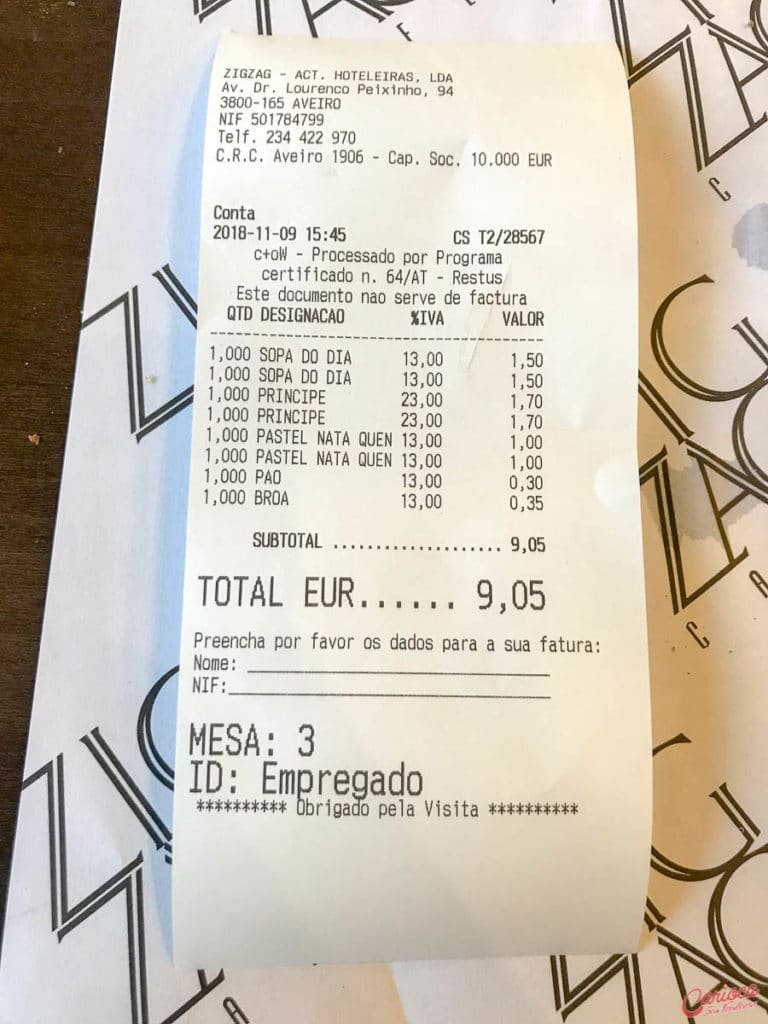 ZIGZAG - ACT. HOTELEIRAS, LDA
Av. Dr. Lourenco Peixinho, 94
3800-165 AVEIRO
NIF 501784799
Telf. 234 422 970
C.R.C. Aveiro 1906 - Cap. Soc. 10.000 EUR
Conta
2018-11-09 15:45 CS T2/28567
c+oW - Processado por Programa
certificado n. 64/AT - Restus
Este documento nao serve de factura
QTD DESIGNACAO %IVA VALOR
1,000 SOPA DO DIA 13,00 1,50
1,000 SOPA DO DIA 13,00 1,50
1,000 PRINCIPE 23,00 1,70
1,000 PRINCIPE 23,00 1,70
1,000 PASTEL NATA QUEN 13,00 1,00
1,000 PASTEL NATA QUEN 13,00 1,00
1,000 PAO 13,00 0,30
1,000 BROA 13,00 0,35
SUBTOTAL .................... 9,05
TOTAL EUR...... 9,05
Preencha por favor os dados para a sua fatura:
Nome: ______________________________
NIF:________________________________
MESA: 3
ID: Empregado
********** Obrigado pela Visita **********
ZIG
ZAG
Carioca